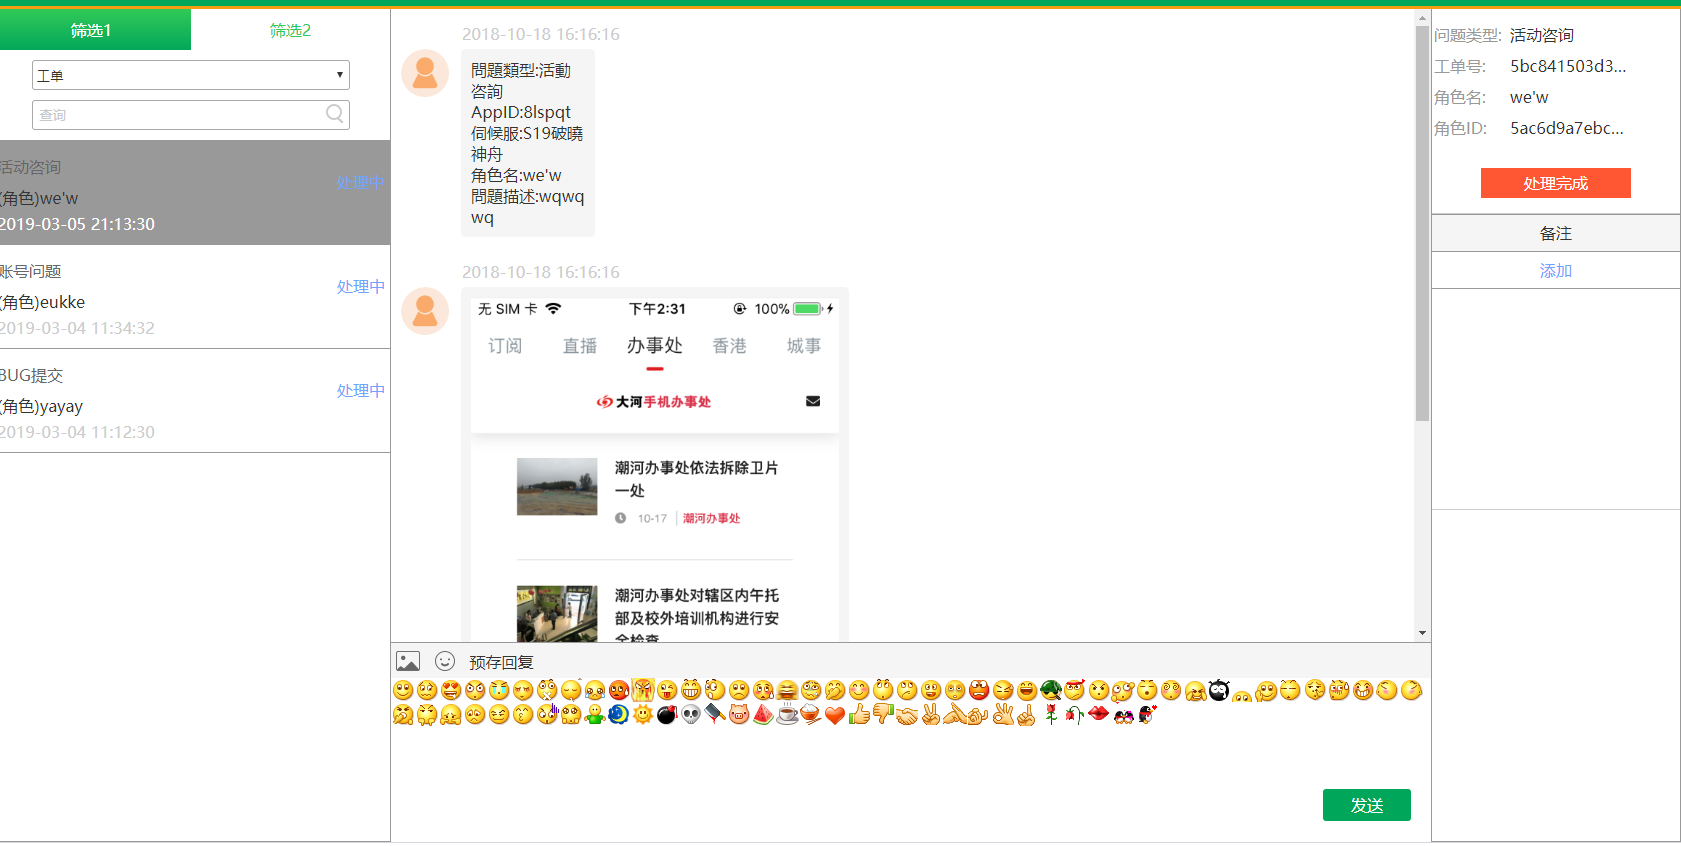 筛选1
筛选2
工单
查询
活动咨询
处理中
(角色)we'w
2019-03-05 21:13:30
账号问题
处理中
(角色)eukke
2019-03-04 11:34:32
BUG提交
处理中
(角色)yayay
2019-03-04 11:12:30
2018-10-18 16:16:16
問題類型:活動
咨詢
AppID:8lspqt
伺候服:S19破曉
神舟
角色名:we'w
問題描述:wqwq
wq
2018-10-18 16:16:16
无 SIM 卡 下午2:31 100%
订阅 直播 办事处 香港 城事
大河手机办事处
潮河办事处依法拆除卫片
一处
10-17 潮河办事处
潮河办事处对辖区内午托
部及校外培训机构进行安
全检查
预存回复
发送
问题类型: 活动咨询
工单号: 5bc841503d3...
角色名: we'w
角色ID: 5ac6d9a7ebc...
处理完成
备注
添加